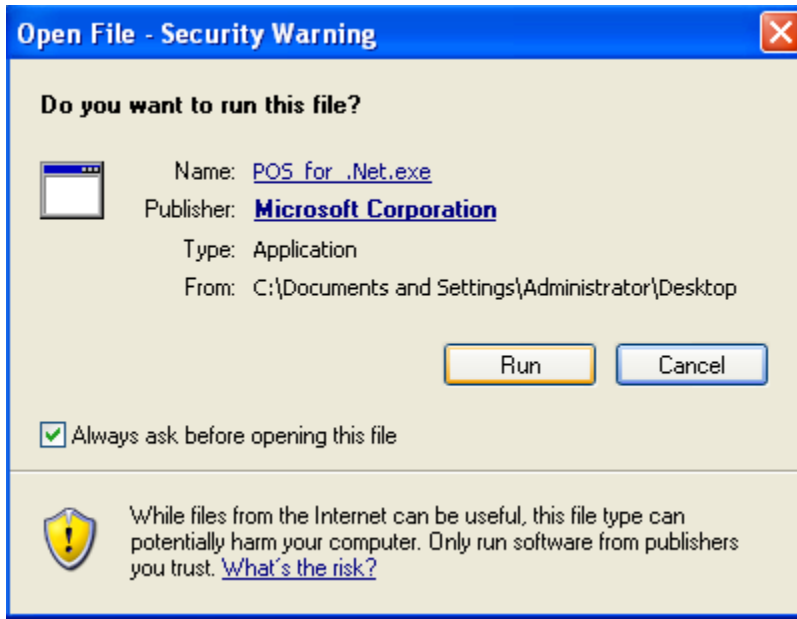 Open File - Security Warning
Do you want to run this file?
Name: POS for .Net.exe
Publisher: Microsoft Corporation
Type: Application
From: C:\Documents and Settings\Administrator\Desktop
Run Cancel
Always ask before opening this file
While files from the Internet can be useful, this file type can
potentially harm your computer. Only run software from publishers
you trust. What's the risk?